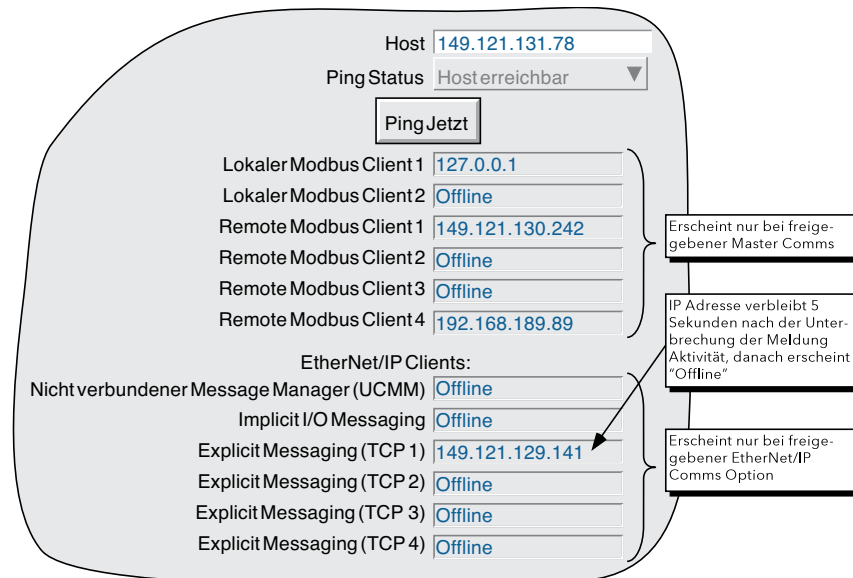 Host 149.121.131.78
Ping Status Host erreichbar
Ping Jetzt
Lokaler Modbus Client 1 127.0.0.1
Lokaler Modbus Client 2 Offline
Remote Modbus Client 1 149.121.130.242
Remote Modbus Client 2 Offline
Remote Modbus Client 3 Offline
Remote Modbus Client 4 192.168.189.89
Erscheint nur bei freige-
gebener Master Comms
IP Adresse verbleibt 5
Sekunden nach der Unter-
brechung der Meldung
Aktivität, danach erscheint
"Offline"
EtherNet/IP Clients:
Nicht verbundener Message Manager (UCMM) Offline
Implicit I/O Messaging Offline
Explicit Messaging (TCP 1) 149.121.129.141
Explicit Messaging (TCP 2) Offline
Explicit Messaging (TCP 3) Offline
Explicit Messaging (TCP 4) Offline
Erscheint nur bei freige-
gebener EtherNet/IP
Comms Option